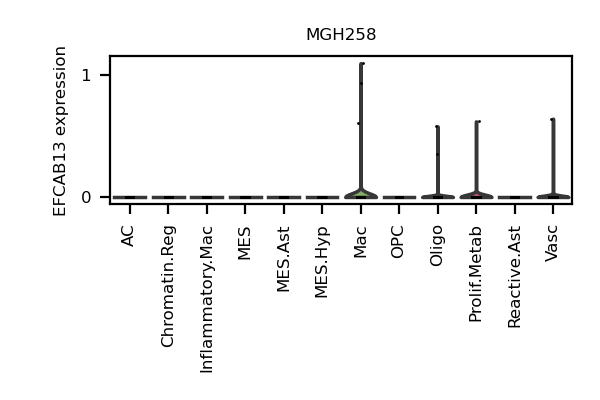 MGH258
EFCAB13 expression
1
0
AC
Chromatin.Reg
Inflammatory.Mac
MES
MES.Ast
MES.Hyp
Mac
OPC
Oligo
Prolif.Metab
Reactive.Ast
Vasc